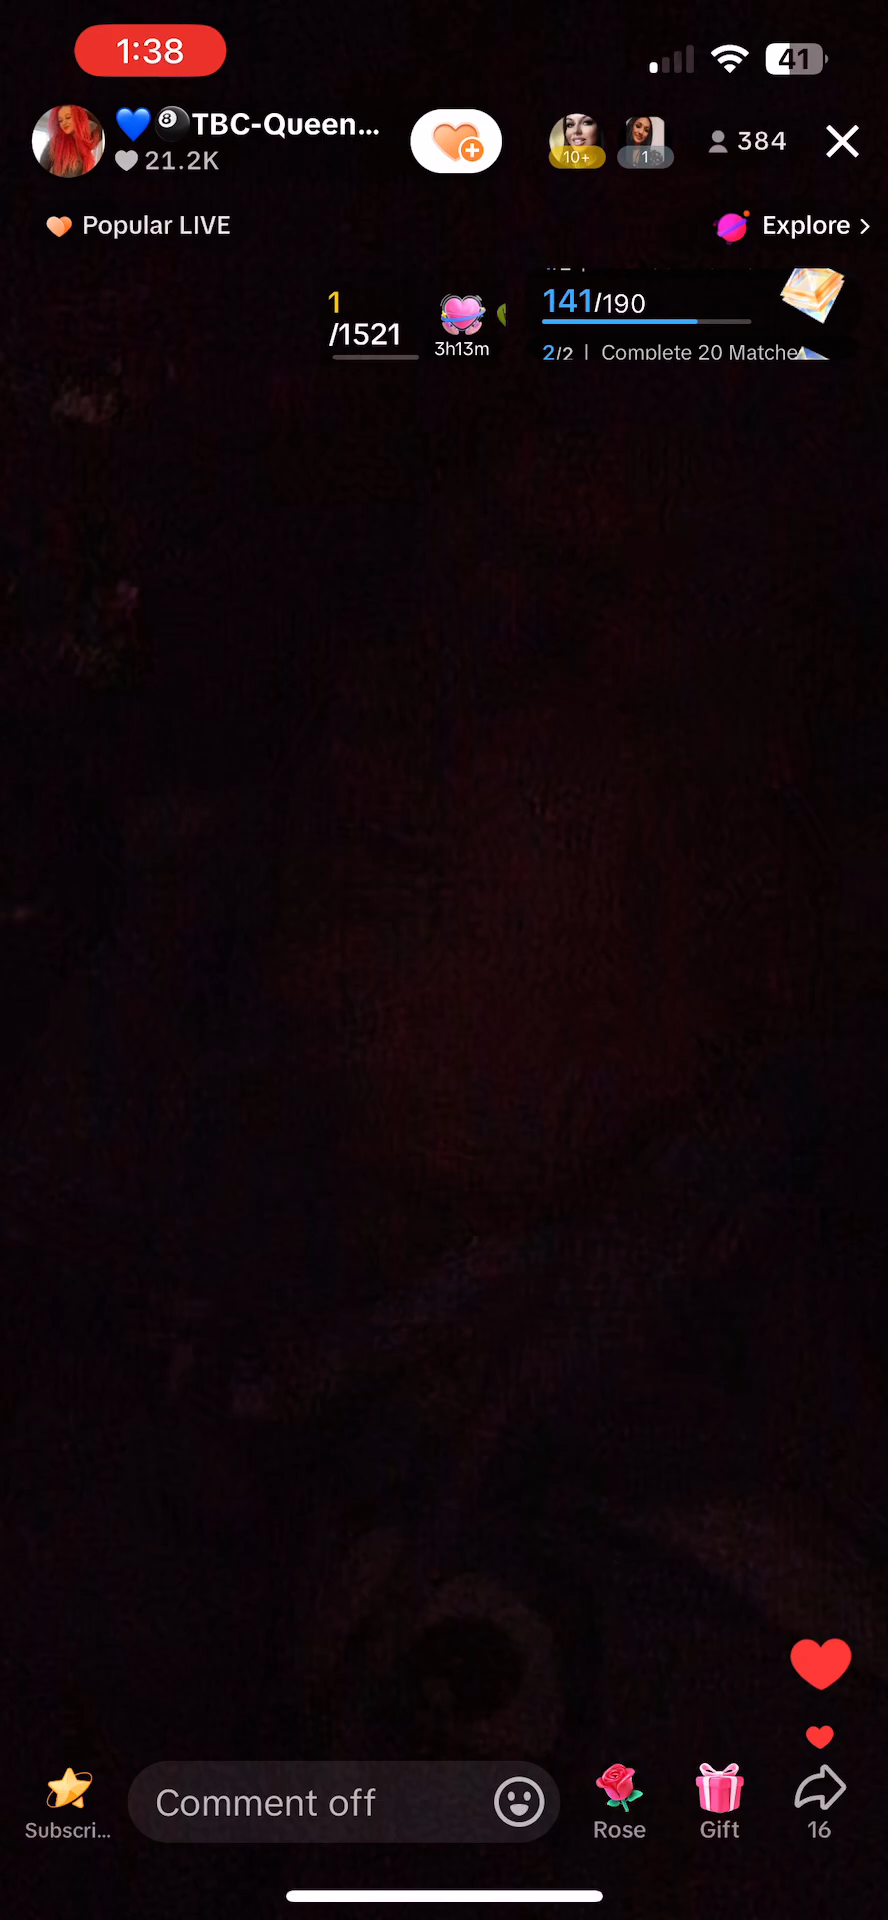 1:38
41
💙🎱TBC-Queen...
21.2K
10+
384
Popular LIVE
Explore >
1
/1521
3h13m
141/190
2/2 | Complete 20 Matche
Comment off
Subscri...
Rose
Gift
16